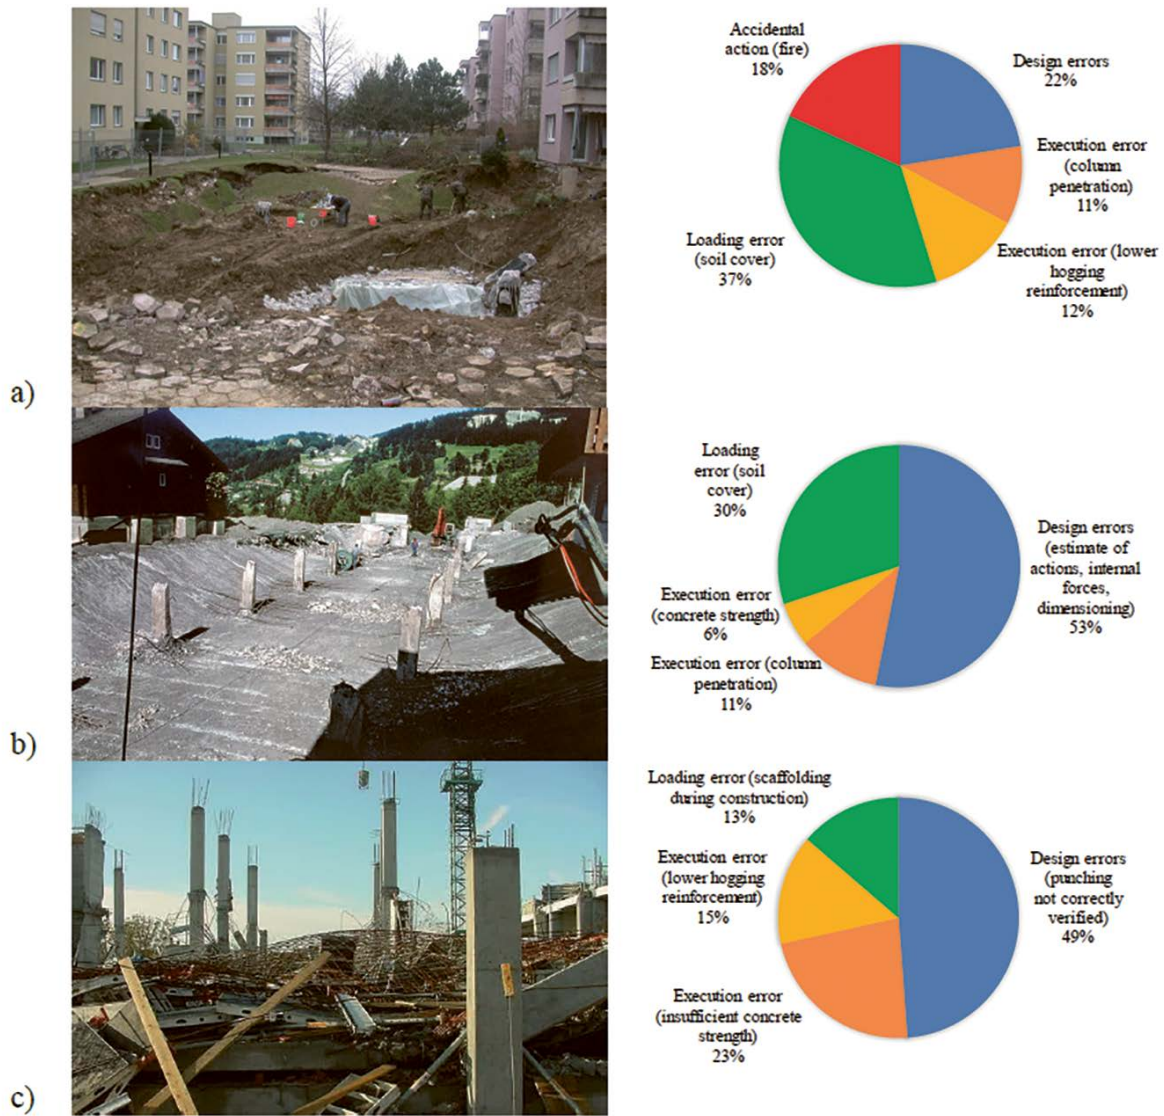 Accidental
action (fire)
18%
Design errors
22%
Execution error
(column
penetration)
11%
Execution error (lower
hogging
reinforcement)
12%
Loading error
(soil cover)
37%
a)
Loading
error (soil
cover)
30%
Design errors
(estimate of
actions, internal
forces,
dimensioning)
53%
Execution error
(concrete strength)
6%
Execution error (column
penetration)
11%
b)
Loading error (scaffolding
during construction)
13%
Execution error
(lower hogging
reinforcement)
15%
Design errors
(punching
not correctly
verified)
49%
Execution error
(insufficient concrete
strength)
23%
c)